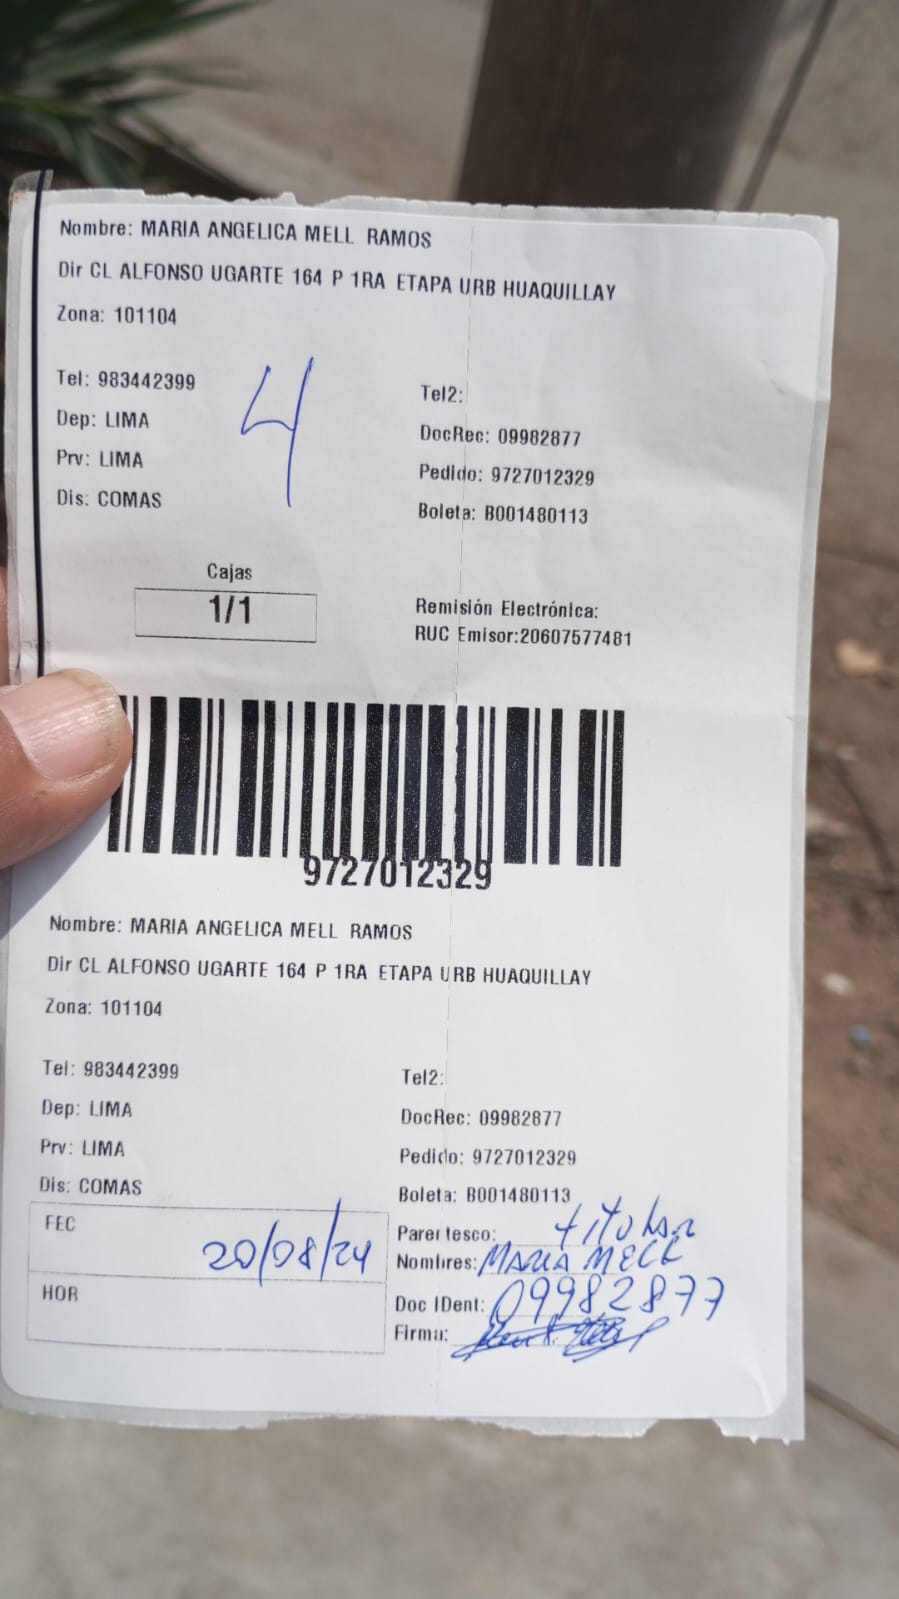 Nombre: MARIA ANGELICA MELL RAMOS
Dir CL ALFONSO UGARTE 164 P 1RA ETAPA URB HUAQUILLAY
Zona: 101104
Tel: 983442399
Tel2:
Dep: LIMA
DocRec: 09982877
Prv: LIMA
Pedido: 9727012329
Dis: COMAS
Boleta: B001480113
4
Cajas
1/1
Remisión Electrónica:
RUC Emisor:20607577481
9727012329
Nombre: MARIA ANGELICA MELL RAMOS
Dir CL ALFONSO UGARTE 164 P 1RA ETAPA URB HUAQUILLAY
Zona: 101104
Tel: 983442399
Tel2:
Dep: LIMA
DocRec: 09982877
Prv: LIMA
Pedido: 9727012329
Dis: COMAS
Boleta: B001480113
FEC 20/08/24
HOR
Parentesco: titular
Nombres: MARIA MELL
Doc IDent: 09982877
Firma: